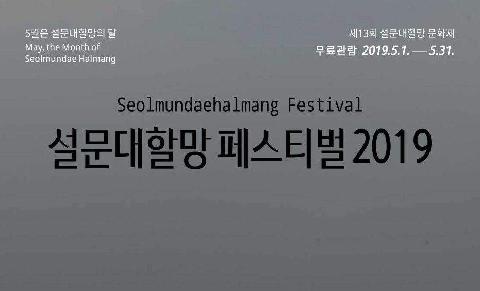 5월은 설문대할망의 달
May, the Month of
Seolmundae Halmang
제13회 설문대할망 문화제
무료관람 2019.5.1. — 5.31.
Seolmundaehalmang Festival
설문대할망 페스티벌 2019